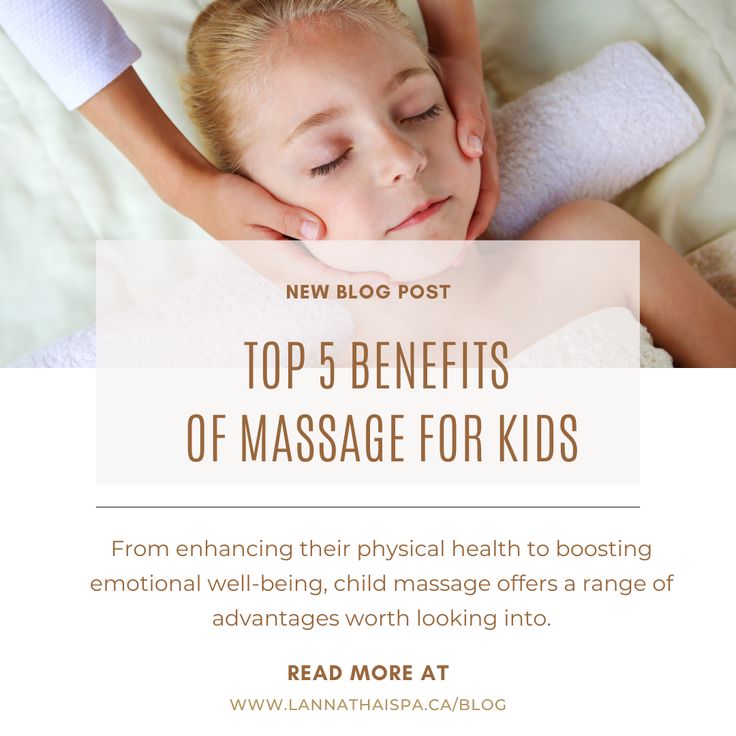 NEW BLOG POST
TOP 5 BENEFITS
OF MASSAGE FOR KIDS
From enhancing their physical health to boosting
emotional well-being, child massage offers a range of
advantages worth looking into.
READ MORE AT
WWW.LANNATHAISPA.CA/BLOG